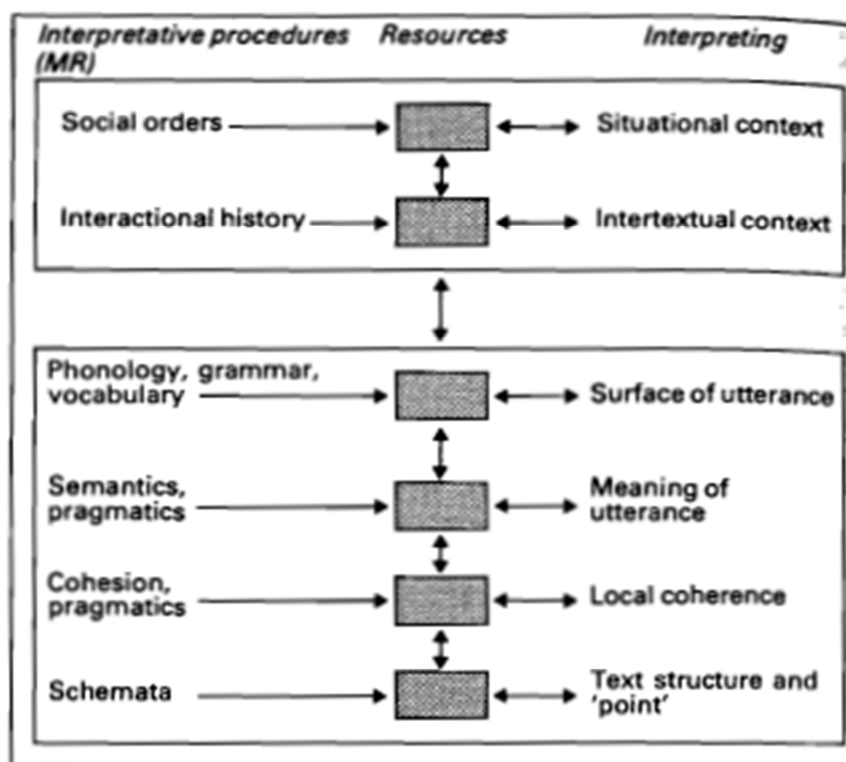 Interpretative procedures Resources Interpreting
(MR)
Social orders Situational context
Interactional history Intertextual context
Phonology, grammar,
vocabulary Surface of utterance
Semantics, Meaning of
pragmatics utterance
Cohesion,
pragmatics Local coherence
Schemata Text structure and
'point'